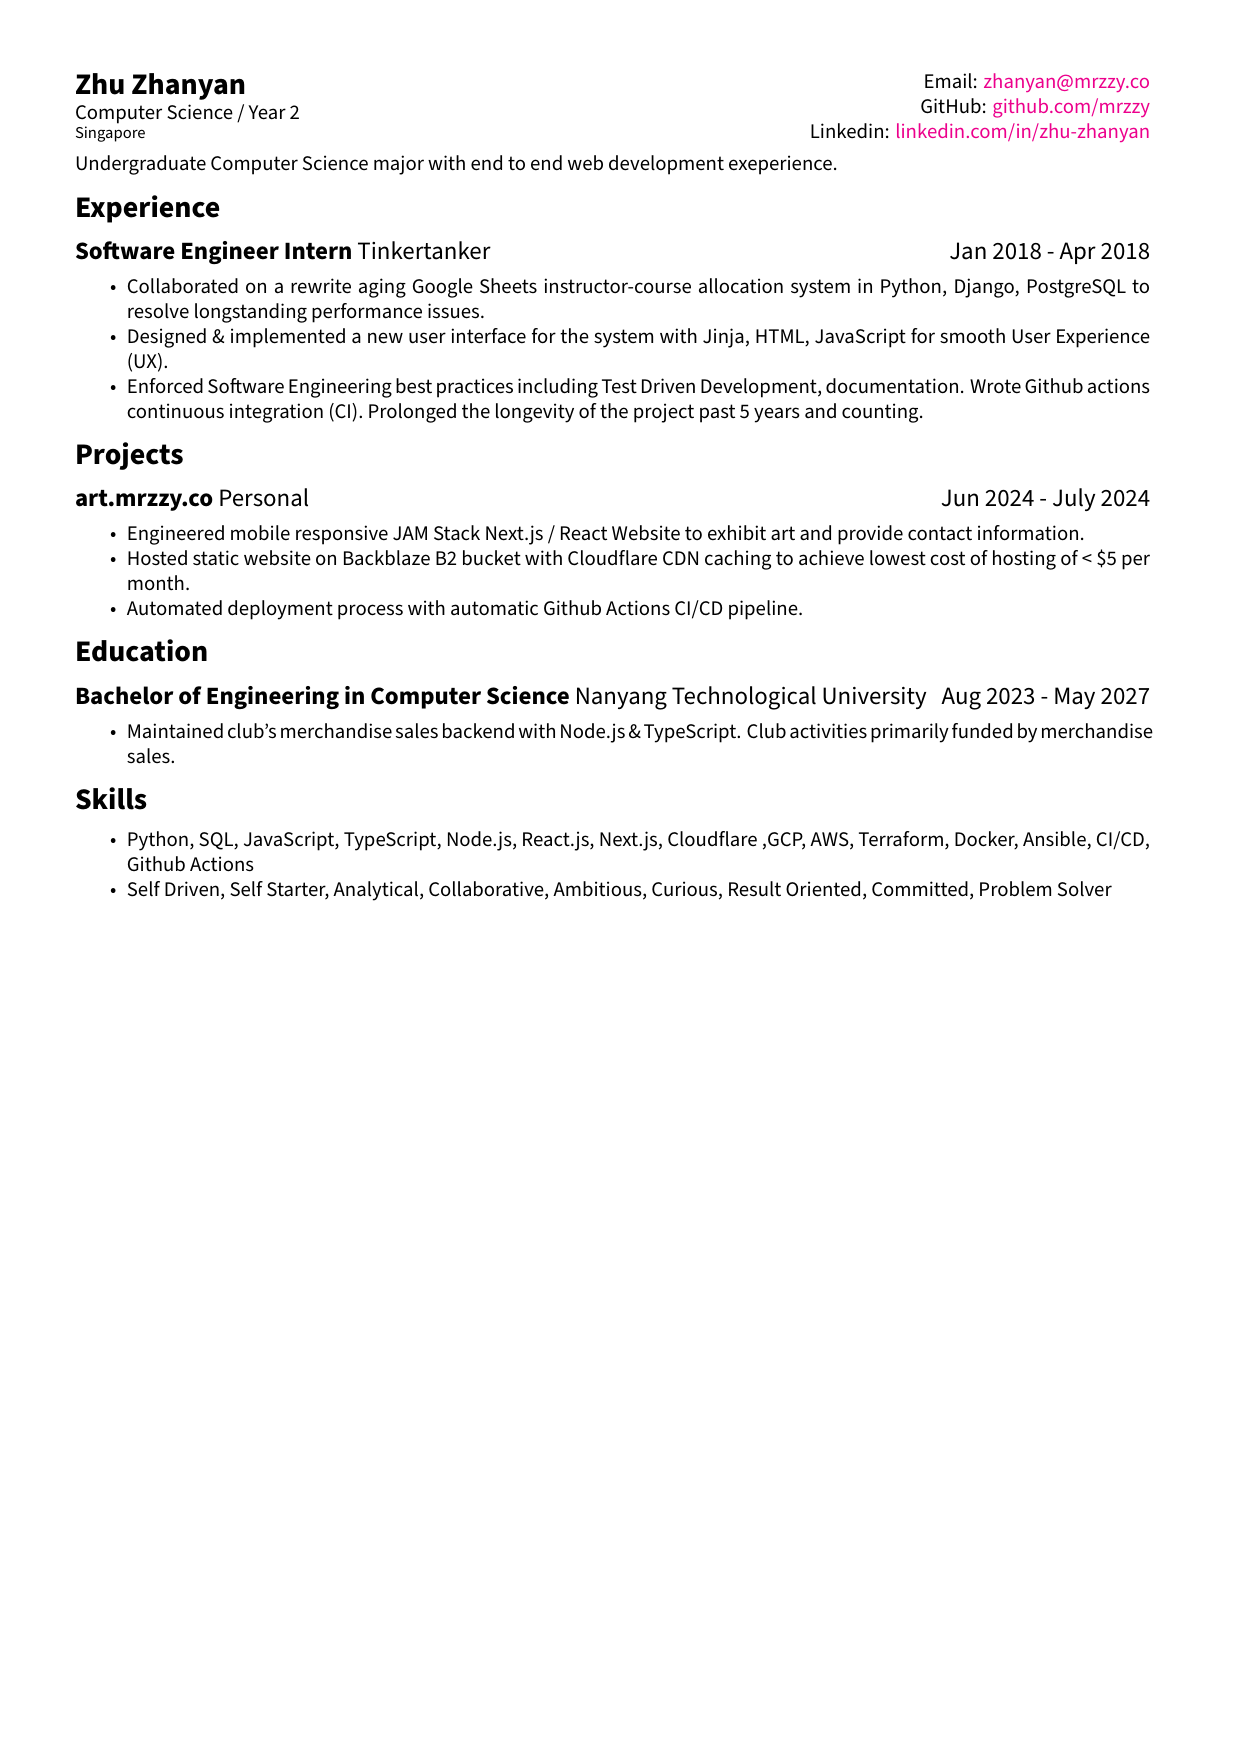 Zhu Zhanyan
Computer Science / Year 2
Singapore
Email: zhanyan@mrzzy.co
GitHub: github.com/mrzzy
Linkedin: linkedin.com/in/zhu-zhanyan
Undergraduate Computer Science major with end to end web development exeperience.
Experience
Software Engineer Intern Tinkertanker Jan 2018 - Apr 2018
• Collaborated on a rewrite aging Google Sheets instructor-course allocation system in Python, Django, PostgreSQL to
resolve longstanding performance issues.
• Designed & implemented a new user interface for the system with Jinja, HTML, JavaScript for smooth User Experience
(UX).
• Enforced Software Engineering best practices including Test Driven Development, documentation. Wrote Github actions
continuous integration (CI). Prolonged the longevity of the project past 5 years and counting.
Projects
art.mrzzy.co Personal Jun 2024 - July 2024
• Engineered mobile responsive JAM Stack Next.js / React Website to exhibit art and provide contact information.
• Hosted static website on Backblaze B2 bucket with Cloudflare CDN caching to achieve lowest cost of hosting of < $5 per
month.
• Automated deployment process with automatic Github Actions CI/CD pipeline.
Education
Bachelor of Engineering in Computer Science Nanyang Technological University Aug 2023 - May 2027
• Maintained club’s merchandise sales backend with Node.js & TypeScript. Club activities primarily funded by merchandise
sales.
Skills
• Python, SQL, JavaScript, TypeScript, Node.js, React.js, Next.js, Cloudflare ,GCP, AWS, Terraform, Docker, Ansible, CI/CD,
Github Actions
• Self Driven, Self Starter, Analytical, Collaborative, Ambitious, Curious, Result Oriented, Committed, Problem Solver